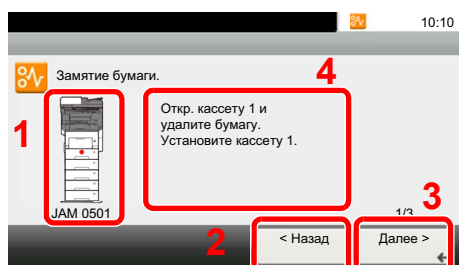 10:10
Замятие бумаги.
4
1
Откр. кассету 1 и
удалите бумагу.
Установите кассету 1.
JAM 0501
3
1/3
2
< Назад
Далее >